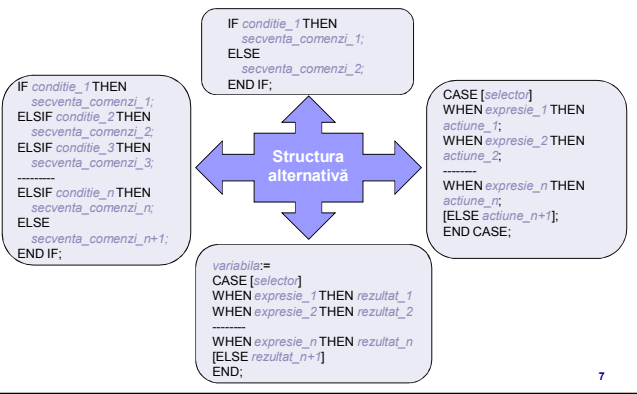 IF conditie_1 THEN
secventa_comenzi_1;
ELSE
secventa_comenzi_2;
END IF;
IF conditie_1 THEN
secventa_comenzi_1;
ELSIF conditie_2 THEN
secventa_comenzi_2;
ELSIF conditie_3 THEN
secventa_comenzi_3;
---------
ELSIF conditie_n THEN
secventa_comenzi_n;
ELSE
secventa_comenzi_n+1;
END IF;
Structura
alternativă
CASE [selector]
WHEN expresie_1 THEN
actiune_1;
WHEN expresie_2 THEN
actiune_2;
--------
WHEN expresie_n THEN
actiune_n;
[ELSE actiune_n+1];
END CASE;
variabila:=
CASE [selector]
WHEN expresie_1 THEN rezultat_1
WHEN expresie_2 THEN rezultat_2
--------
WHEN expresie_n THEN rezultat_n
[ELSE rezultat_n+1]
END;
7